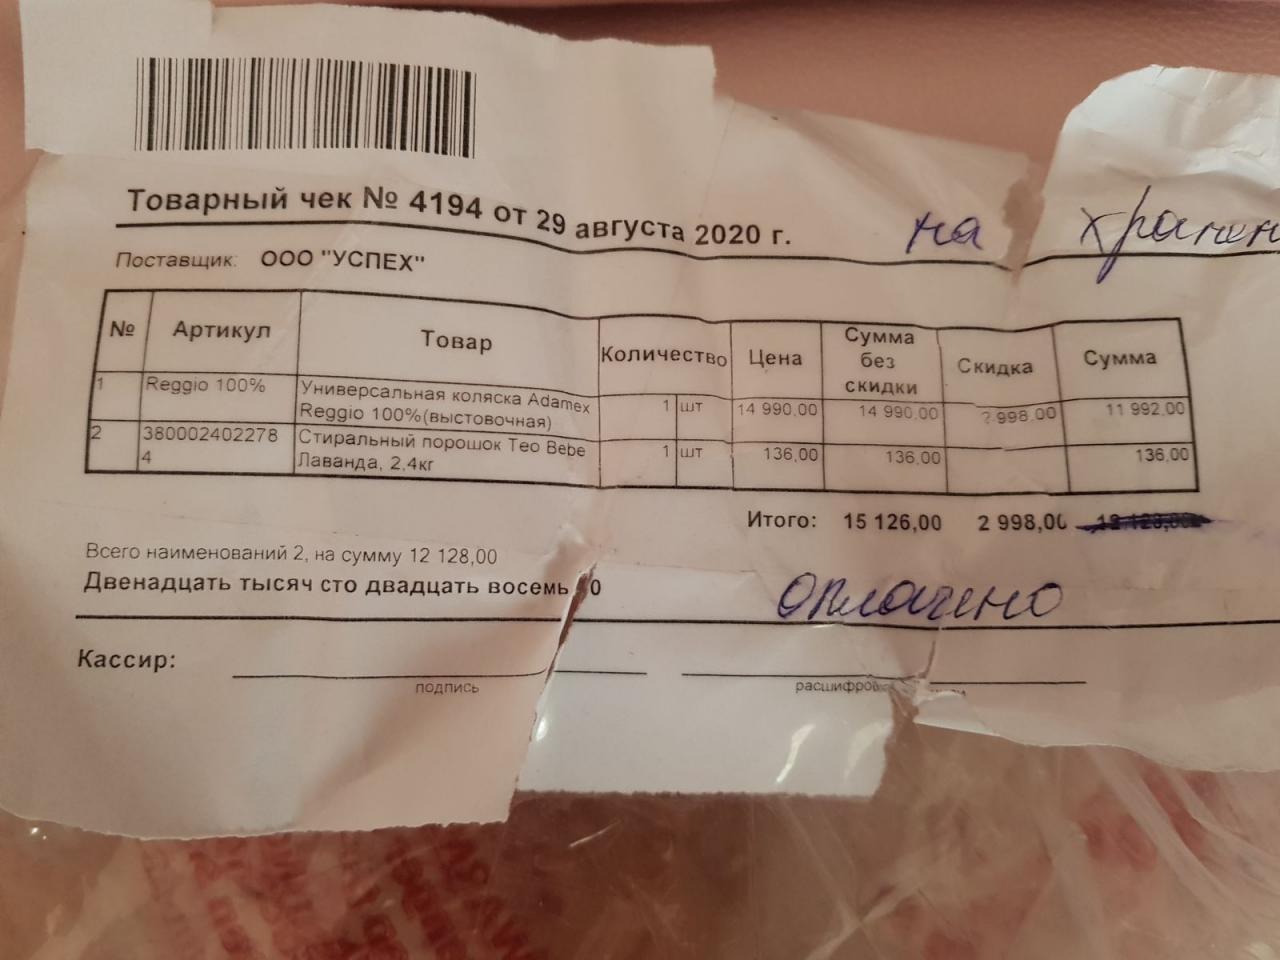 Товарный чек № 4194 от 29 августа 2020 г. на хранен
Поставщик: ООО "УСПЕХ"
№ Артикул Товар Количество Цена Сумма без скидки Скидка Сумма
1 Reggio 100% Универсальная коляска Adamex Reggio 100%(выстовочная) 1 шт 14 990,00 14 990,00 2 998,00 11 992,00
2 380002402278 4 Стиральный порошок Teo Bebe Лаванда, 2,4кг 1 шт 136,00 136,00 136,00
Итого: 15 126,00 2 998,00
Всего наименований 2, на сумму 12 128,00
Двенадцать тысяч сто двадцать восемь 0
оплачено
Кассир:
подпись расшифров